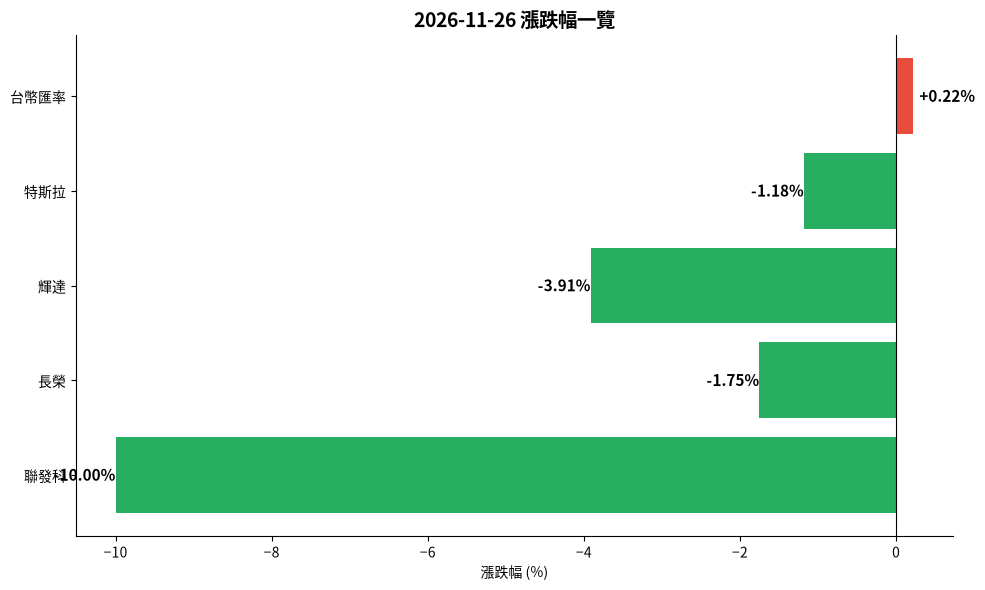 2026-11-26 漲跌幅一覽
台幣匯率
+0.22%
特斯拉
-1.18%
輝達
-3.91%
長榮
-1.75%
聯發科
-10.00%
−10 −8 −6 −4 −2 0
漲跌幅 (%)